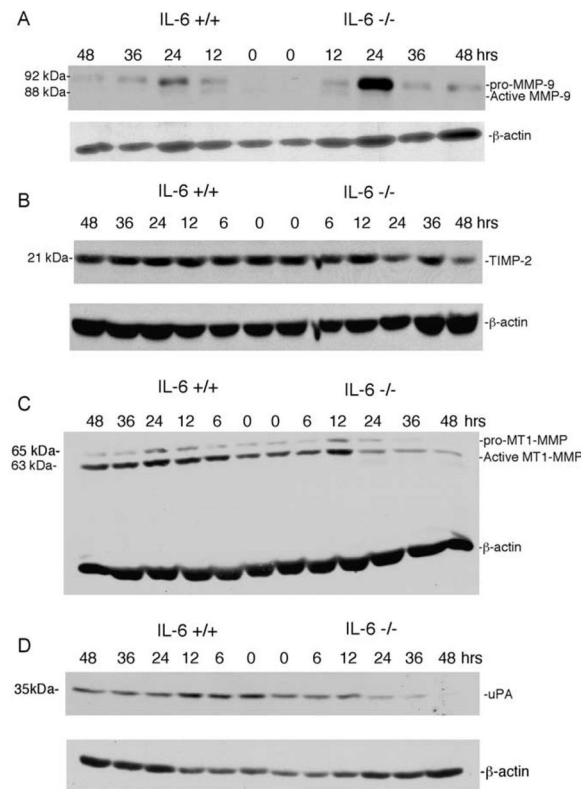 A
IL-6 +/+ IL-6 -/-
48 36 24 12 0 0 12 24 36 48 hrs
92 kDa- -pro-MMP-9
88 kDa- -Active MMP-9
-β-actin
IL-6 +/+ IL-6 -/-
B
48 36 24 12 6 0 0 6 12 24 36 48 hrs
21 kDa- -TIMP-2
-β-actin
IL-6 +/+ IL-6 -/-
C
48 36 24 12 6 0 0 6 12 24 36 48 hrs
-pro-MT1-MMP
65 kDa- -Active MT1-MMP
63 kDa-
-β-actin
IL-6 +/+ IL-6 -/-
D
48 36 24 12 6 0 0 6 12 24 36 48 hrs
35kDa- -uPA
-β-actin